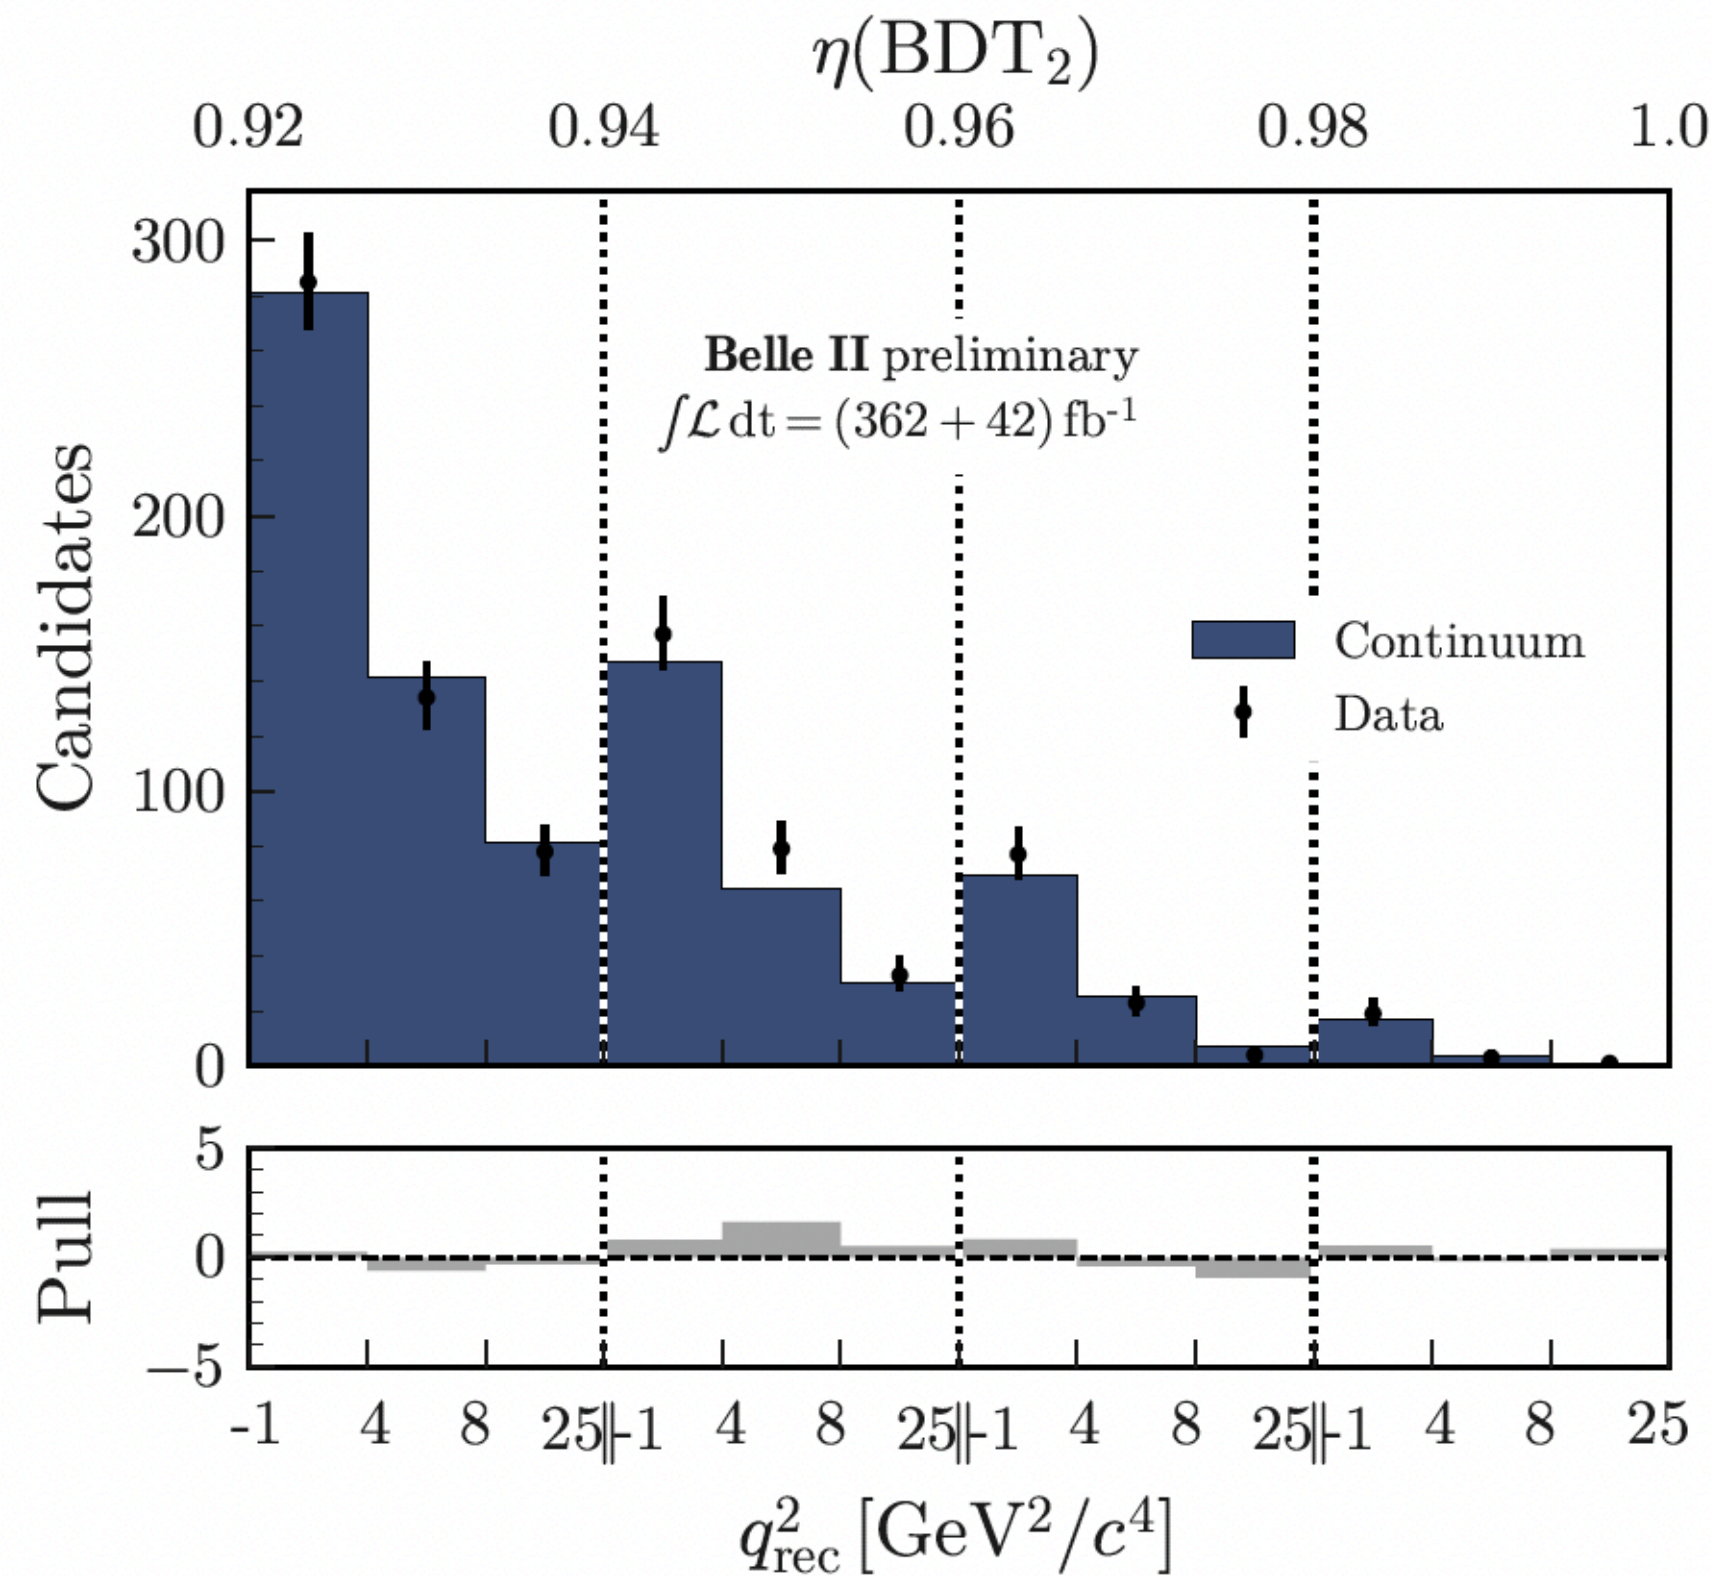 η(BDT₂)
0.92 0.94 0.96 0.98 1.0
300
200
100
0
Candidates
Belle II preliminary
∫ℒ dt = (362 + 42) fb⁻¹
Continuum
Data
5
0
−5
Pull
-1 4 8 25||-1 4 8 25||-1 4 8 25||-1 4 8 25
q²rec [GeV²/c⁴]